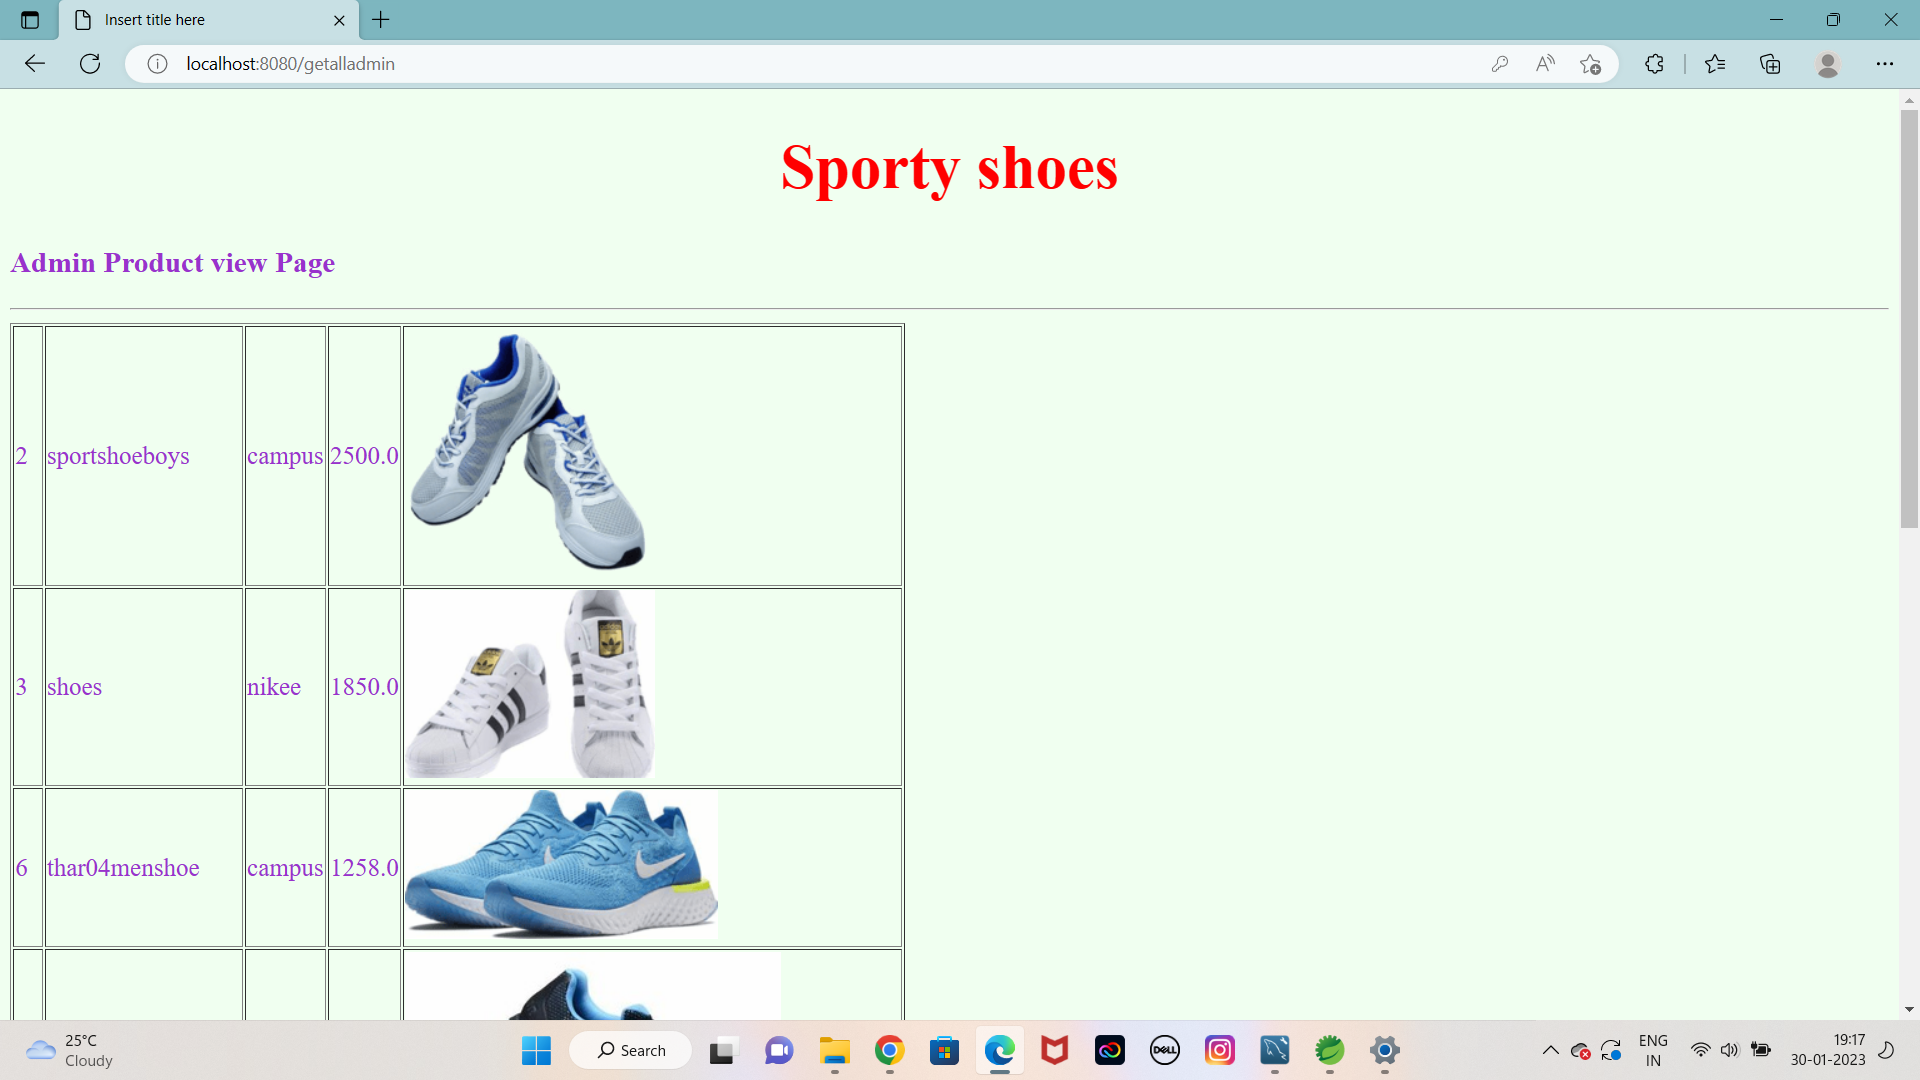 Insert title here
localhost:8080/getalladmin
Sporty shoes
Admin Product view Page
2 sportshoeboys campus 2500.0
3 shoes nikee 1850.0
6 thar04menshoe campus 1258.0
25°C
Cloudy
Search
DELL
ENG
IN
19:17
30-01-2023